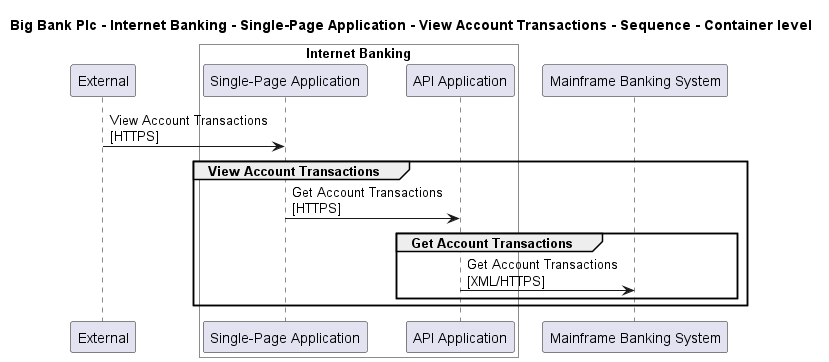 Big Bank Plc - Internet Banking - Single-Page Application - View Account Transactions - Sequence - Container level
Internet Banking
External
Single-Page Application
API Application
Mainframe Banking System
View Account Transactions
[HTTPS]
View Account Transactions
Get Account Transactions
[HTTPS]
Get Account Transactions
Get Account Transactions
[XML/HTTPS]
External
Single-Page Application
API Application
Mainframe Banking System